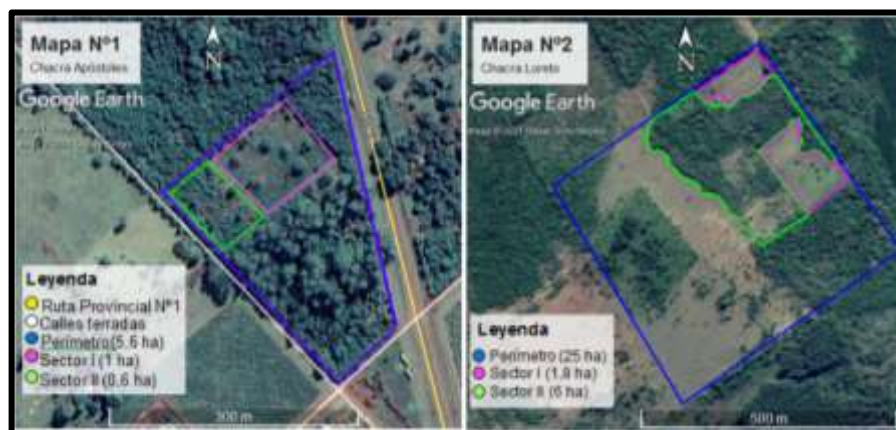 Mapa Nº1
Chacra Apóstoles
N
Google Earth
Leyenda
Ruta Provincial Nº1
Calles terradas
Perímetro (5,6 ha)
Sector I (1 ha)
Sector II (0,6 ha)
300 m
Mapa Nº2
Chacra Loreto
N
Google Earth
Leyenda
Perímetro (25 ha)
Sector I (1,8 ha)
Sector II (6 ha)
500 m